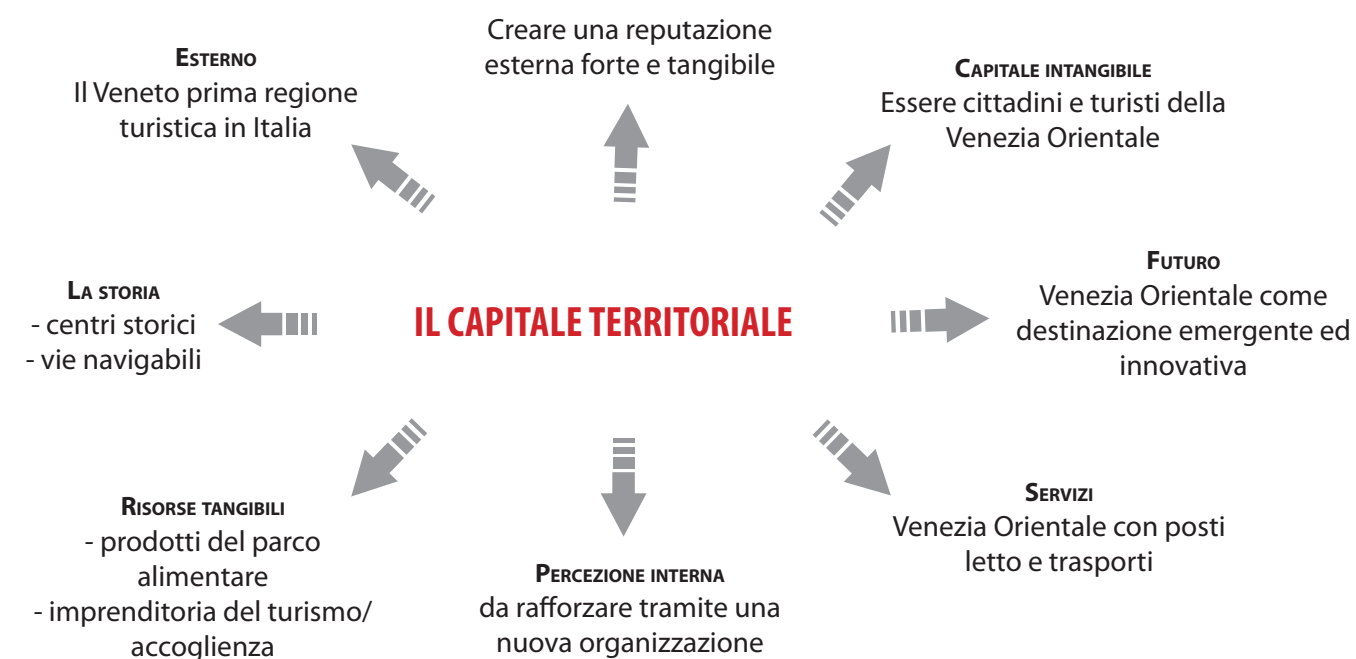 Creare una reputazione
esterna forte e tangibile
Esterno
Il Veneto prima regione
turistica in Italia
Capitale intangibile
Essere cittadini e turisti della
Venezia Orientale
La storia
- centri storici
- vie navigabili
IL CAPITALE TERRITORIALE
Futuro
Venezia Orientale come
destinazione emergente ed
innovativa
Risorse tangibili
- prodotti del parco
alimentare
- imprenditoria del turismo/
accoglienza
Percezione interna
da rafforzare tramite una
nuova organizzazione
Servizi
Venezia Orientale con posti
letto e trasporti